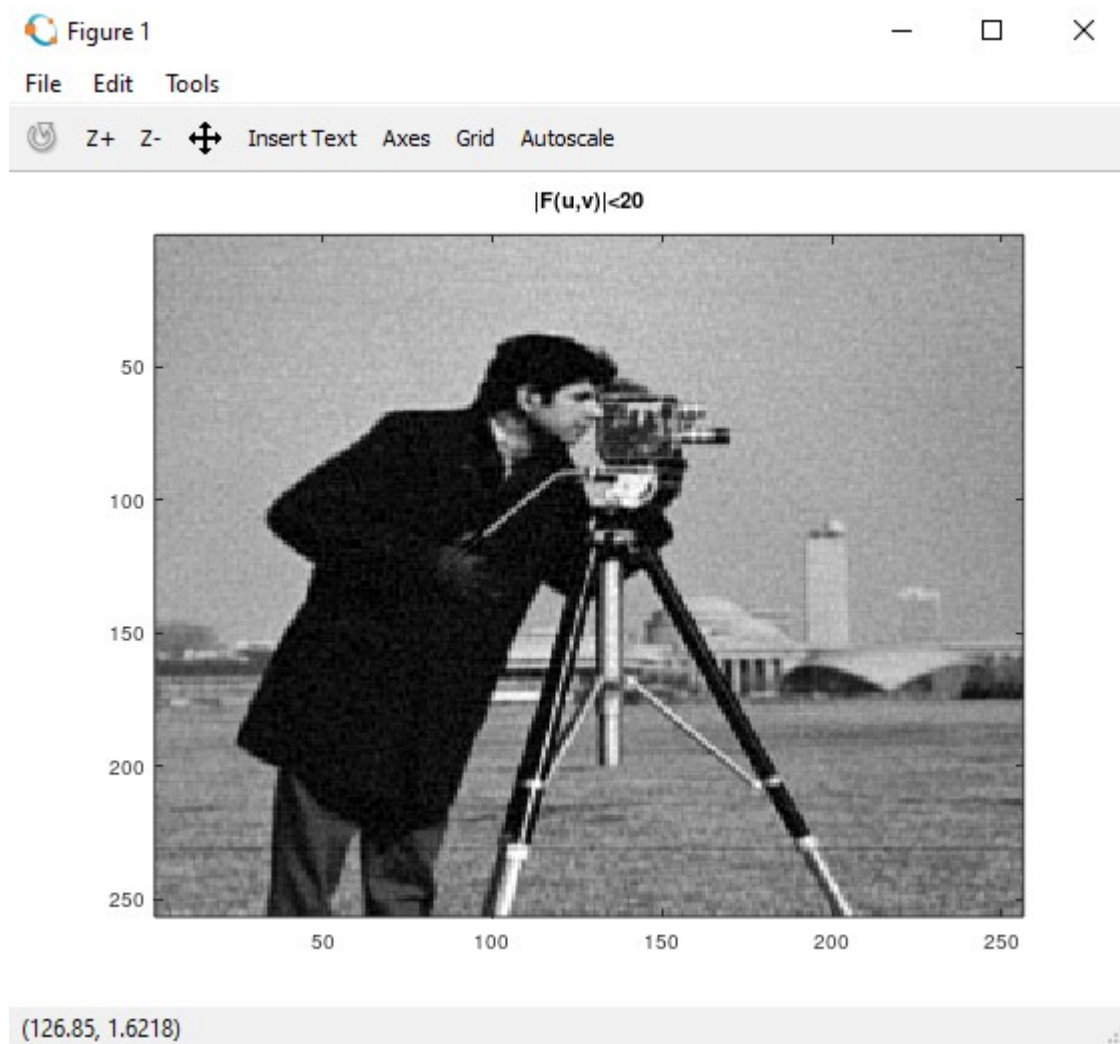 Figure 1
File Edit Tools
Z+ Z- Insert Text Axes Grid Autoscale
|F(u,v)|<20
50
100
150
200
250
50 100 150 200 250
(126.85, 1.6218)